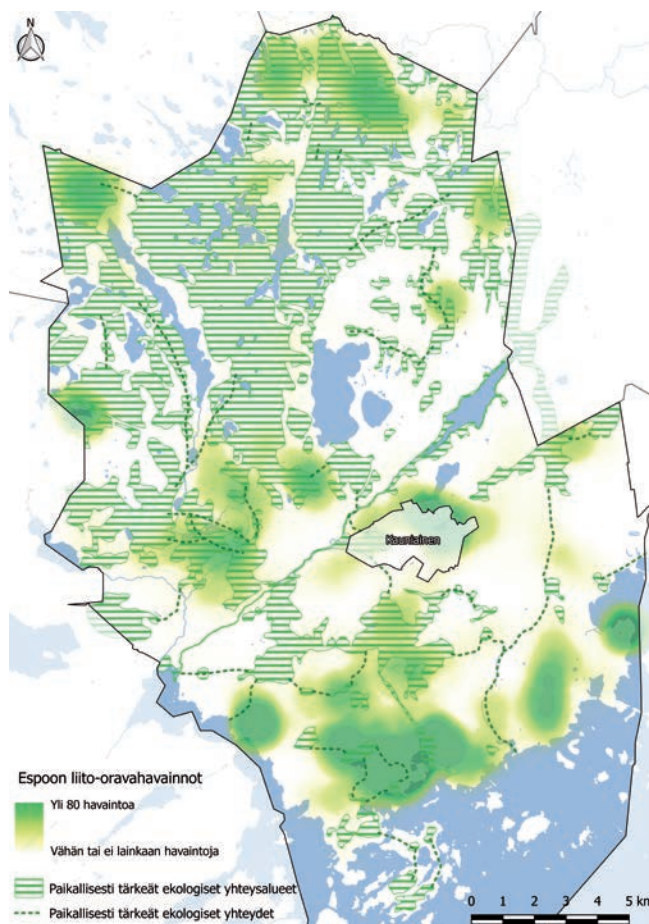 N
Kauniainen
Espoon liito-oravahavainnot
Yli 80 havaintoa
Vähän tai ei lainkaan havaintoja
Paikallisesti tärkeät ekologiset yhteysalueet
Paikallisesti tärkeät ekologiset yhteydet
0 1 2 3 4 5 km